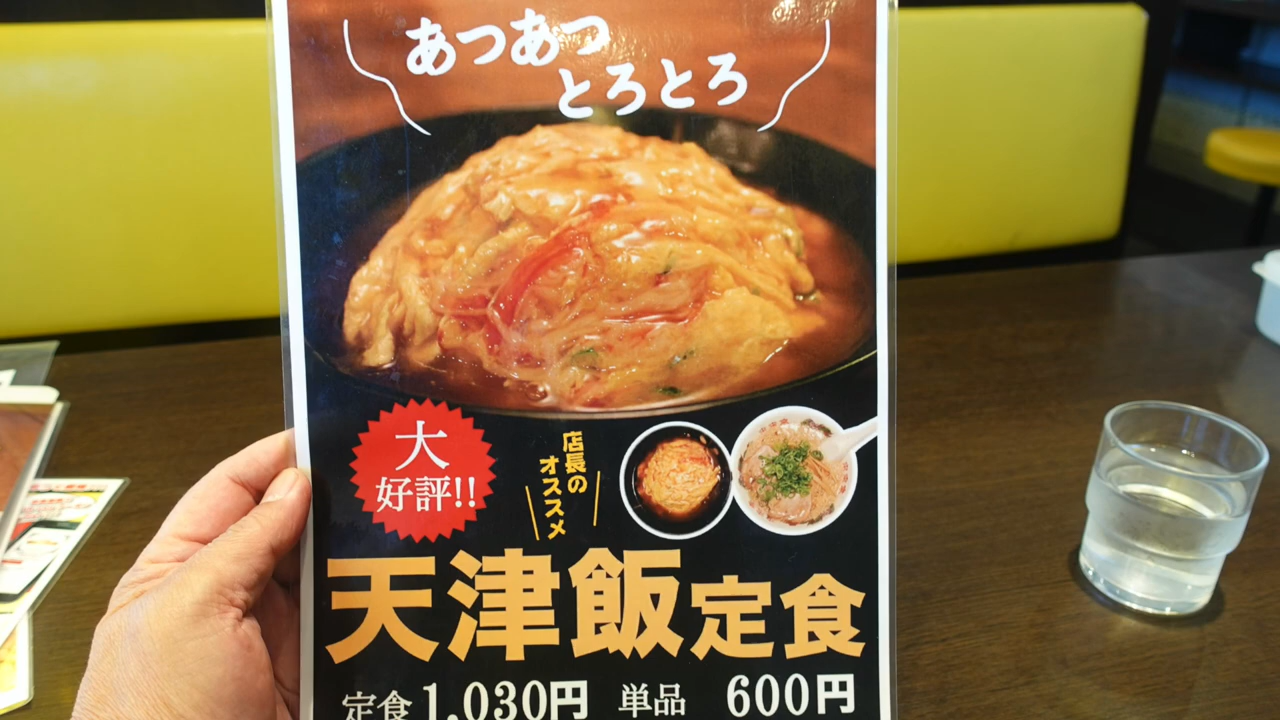 あつあつ
とろとろ
大
好評!!
店長の
オススメ
天津飯定食
定食1,030円 単品 600円